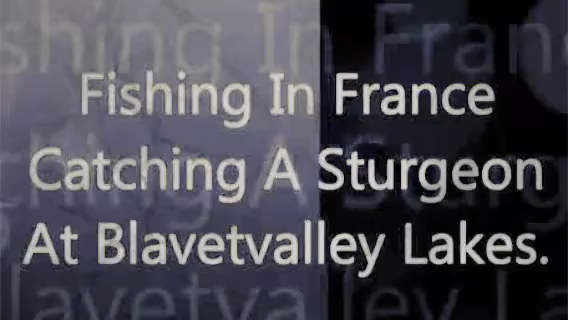 Fishing In France
Catching A Sturgeon
At Blavetvalley Lakes.